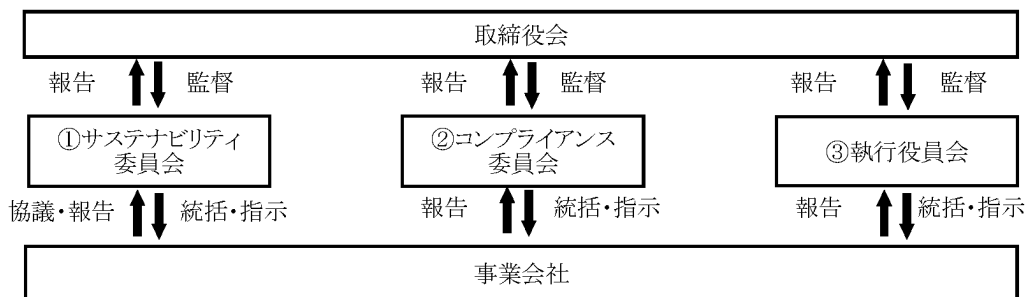 取締役会
報告 監督 報告 監督 報告 監督
①サステナビリティ
委員会
②コンプライアンス
委員会
③執行役員会
協議・報告 統括・指示 報告 統括・指示 報告 統括・指示
事業会社